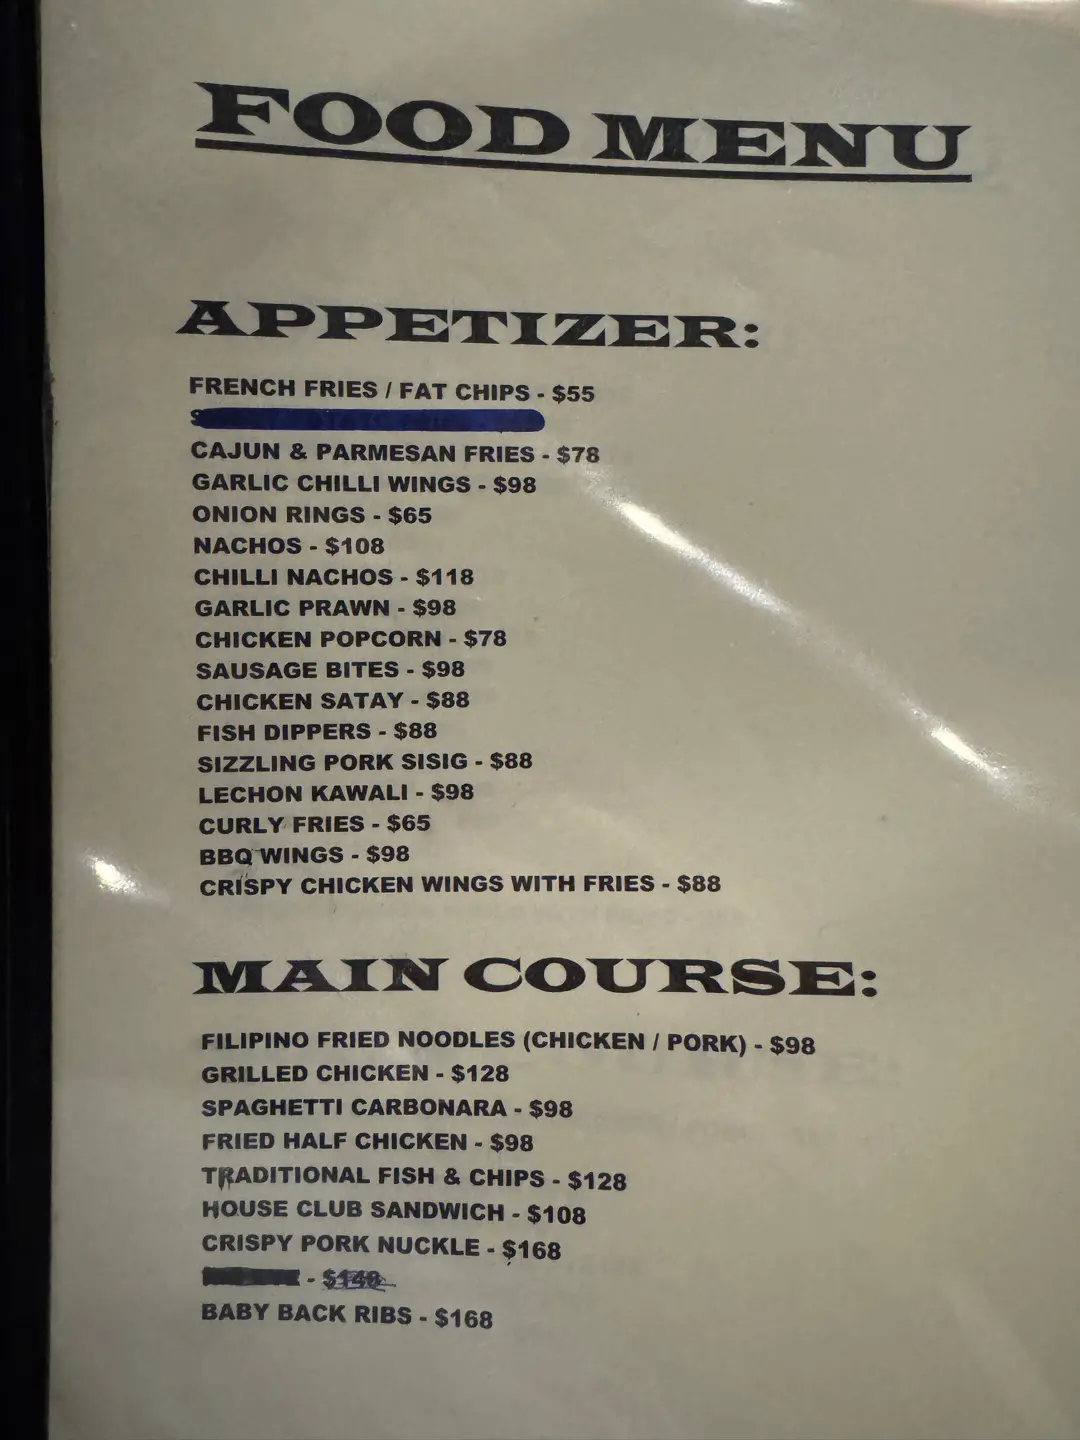 FOOD MENU
APPETIZER:
FRENCH FRIES / FAT CHIPS - $55
CAJUN & PARMESAN FRIES - $78
GARLIC CHILLI WINGS - $98
ONION RINGS - $65
NACHOS - $108
CHILLI NACHOS - $118
GARLIC PRAWN - $98
CHICKEN POPCORN - $78
SAUSAGE BITES - $98
CHICKEN SATAY - $88
FISH DIPPERS - $88
SIZZLING PORK SISIG - $88
LECHON KAWALI - $98
CURLY FRIES - $65
BBQ WINGS - $98
CRISPY CHICKEN WINGS WITH FRIES - $88
MAIN COURSE:
FILIPINO FRIED NOODLES (CHICKEN / PORK) - $98
GRILLED CHICKEN - $128
SPAGHETTI CARBONARA - $98
FRIED HALF CHICKEN - $98
TRADITIONAL FISH & CHIPS - $128
HOUSE CLUB SANDWICH - $108
CRISPY PORK NUCKLE - $168
- $148
BABY BACK RIBS - $168